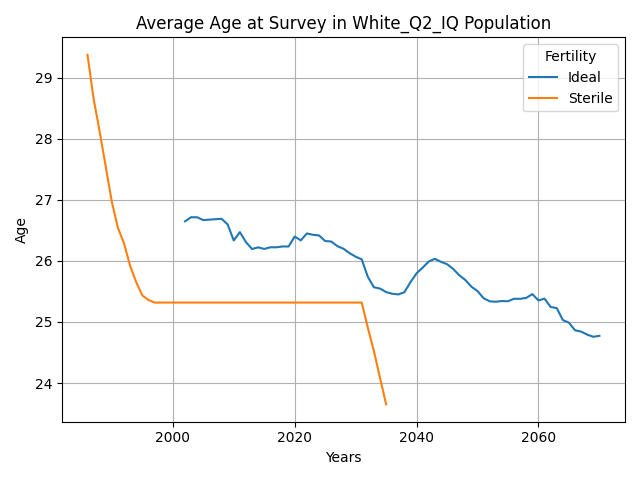 Average Age at Survey in White_Q2_IQ Population
Fertility
Ideal
Sterile
Age
29
28
27
26
25
24
2000
2020
2040
2060
Years